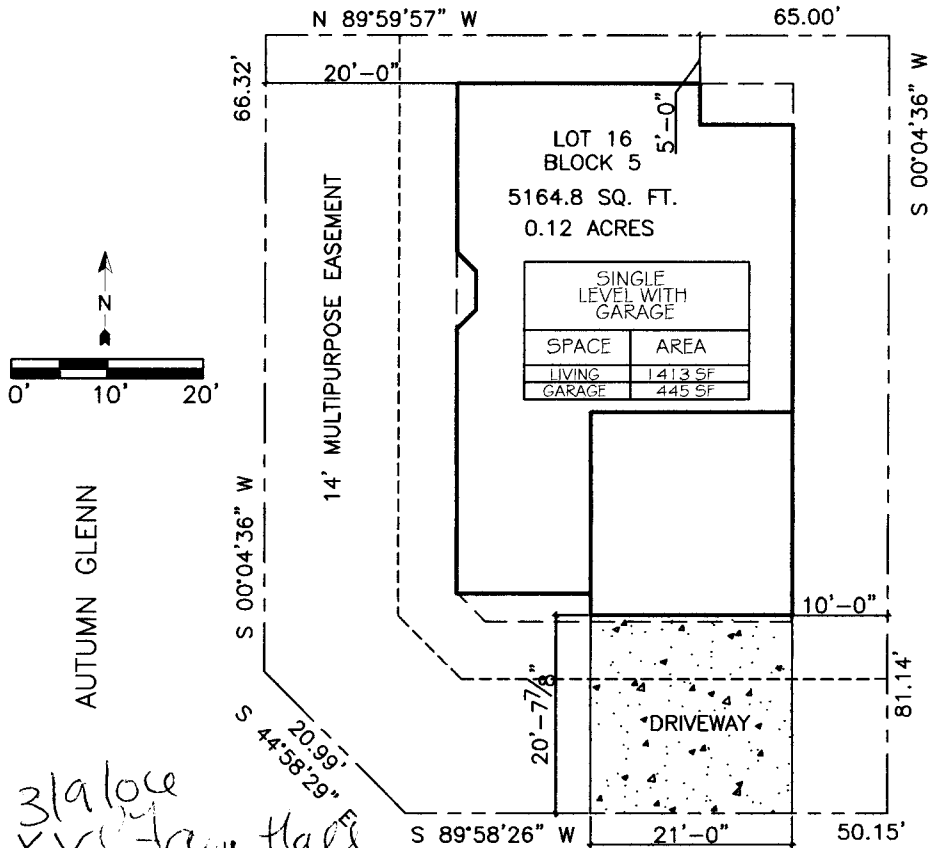 N 89°59'57" W
65.00'
66.32'
20'-0"
5'-0"
S 00°04'36" W
LOT 16
BLOCK 5
5164.8 SQ. FT.
0.12 ACRES
14' MULTIPURPOSE EASEMENT
SINGLE
LEVEL WITH
GARAGE
SPACE AREA
LIVING 1413 SF
GARAGE 445 SF
N
0' 10' 20'
AUTUMN GLENN
S 00°04'36" W
10'-0"
20'-7 7/8"
DRIVEWAY
81.14'
20.99'
S 44°58'29" E
S 89°58'26" W
21'-0"
50.15'